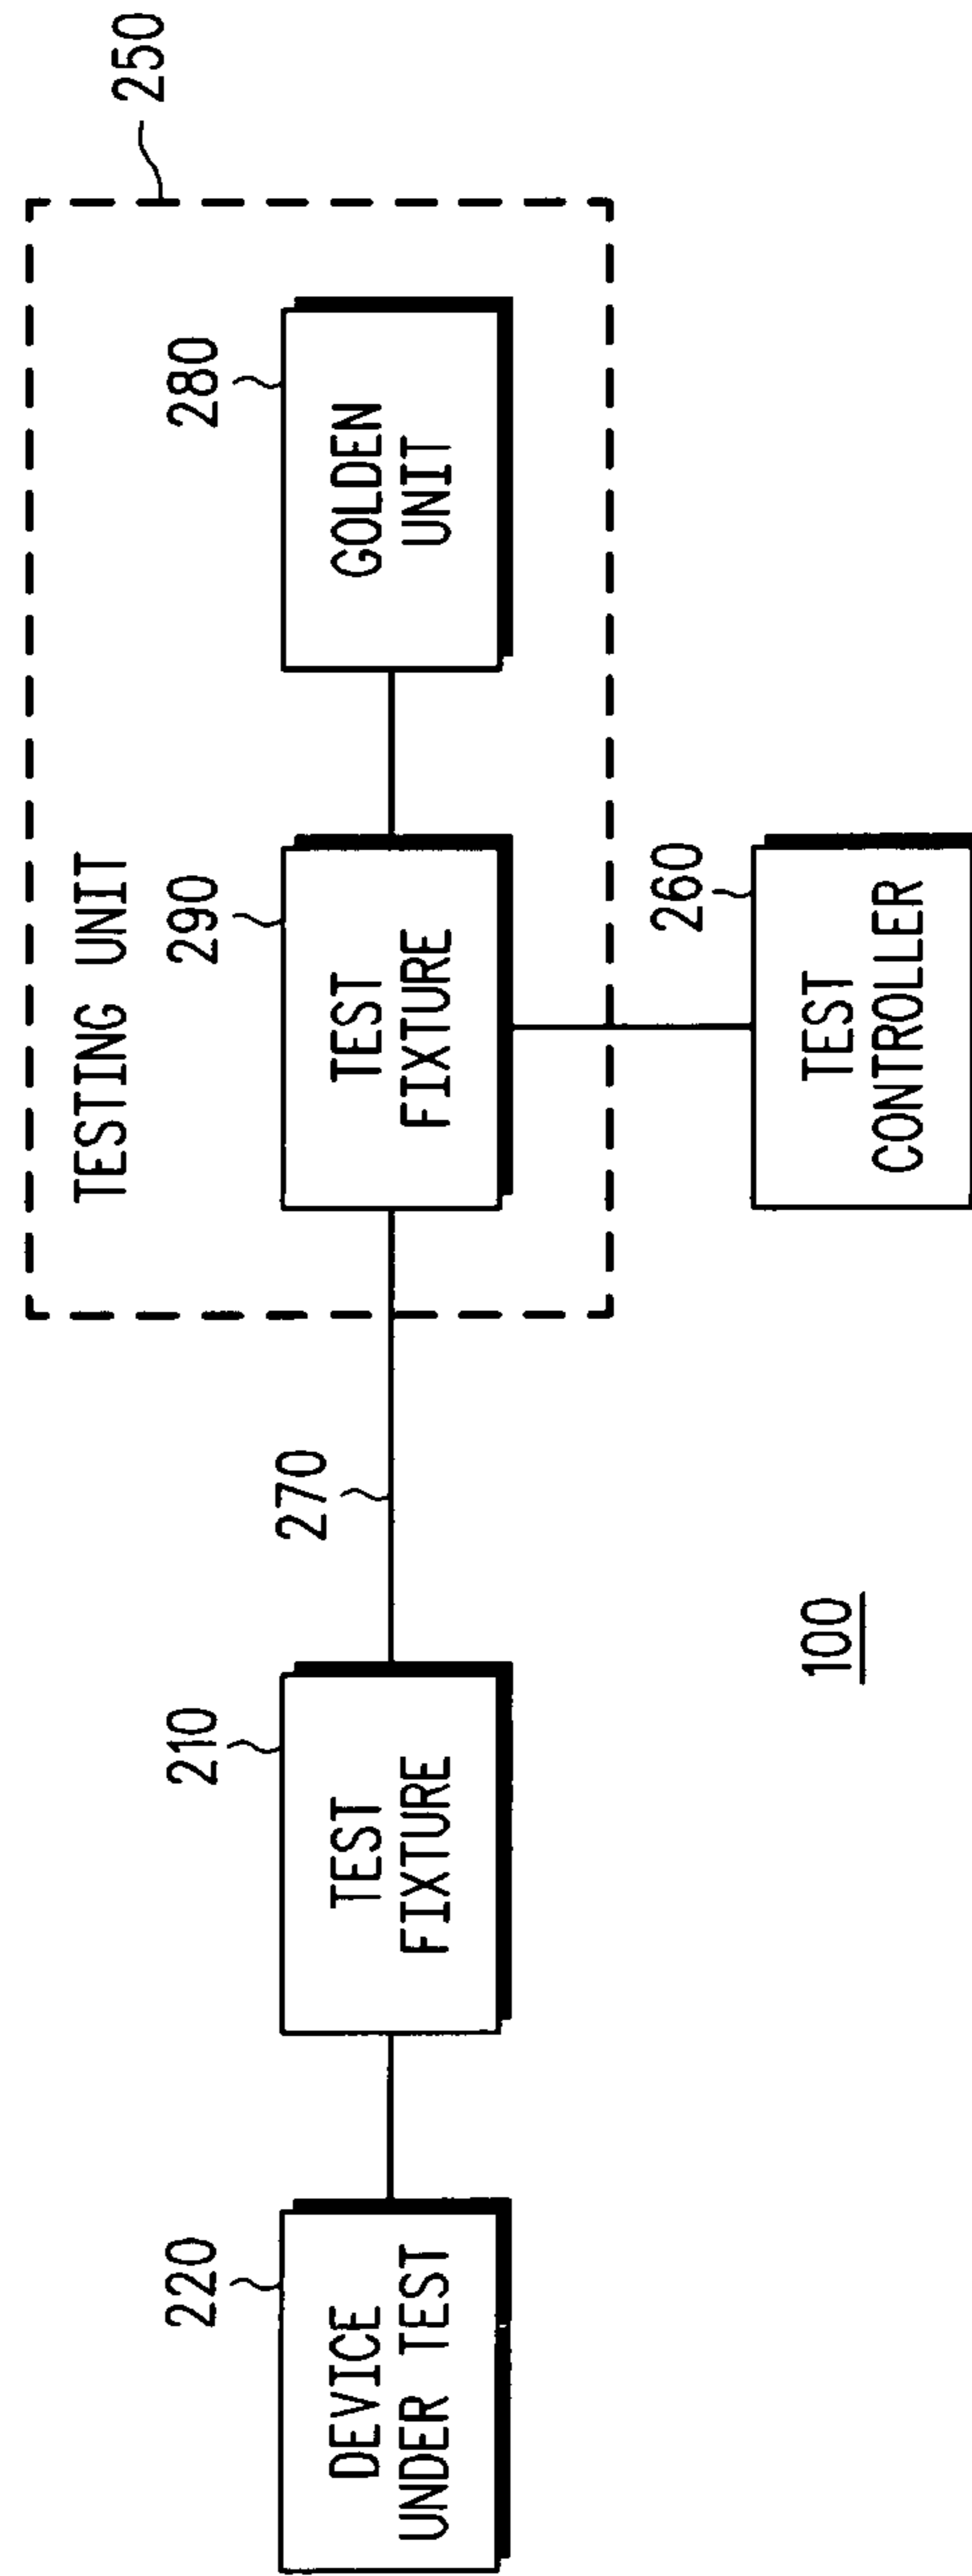 250
TESTING UNIT
220
DEVICE
UNDER TEST
210
TEST
FIXTURE
270
290
TEST
FIXTURE
280
GOLDEN
UNIT
260
TEST
CONTROLLER
100